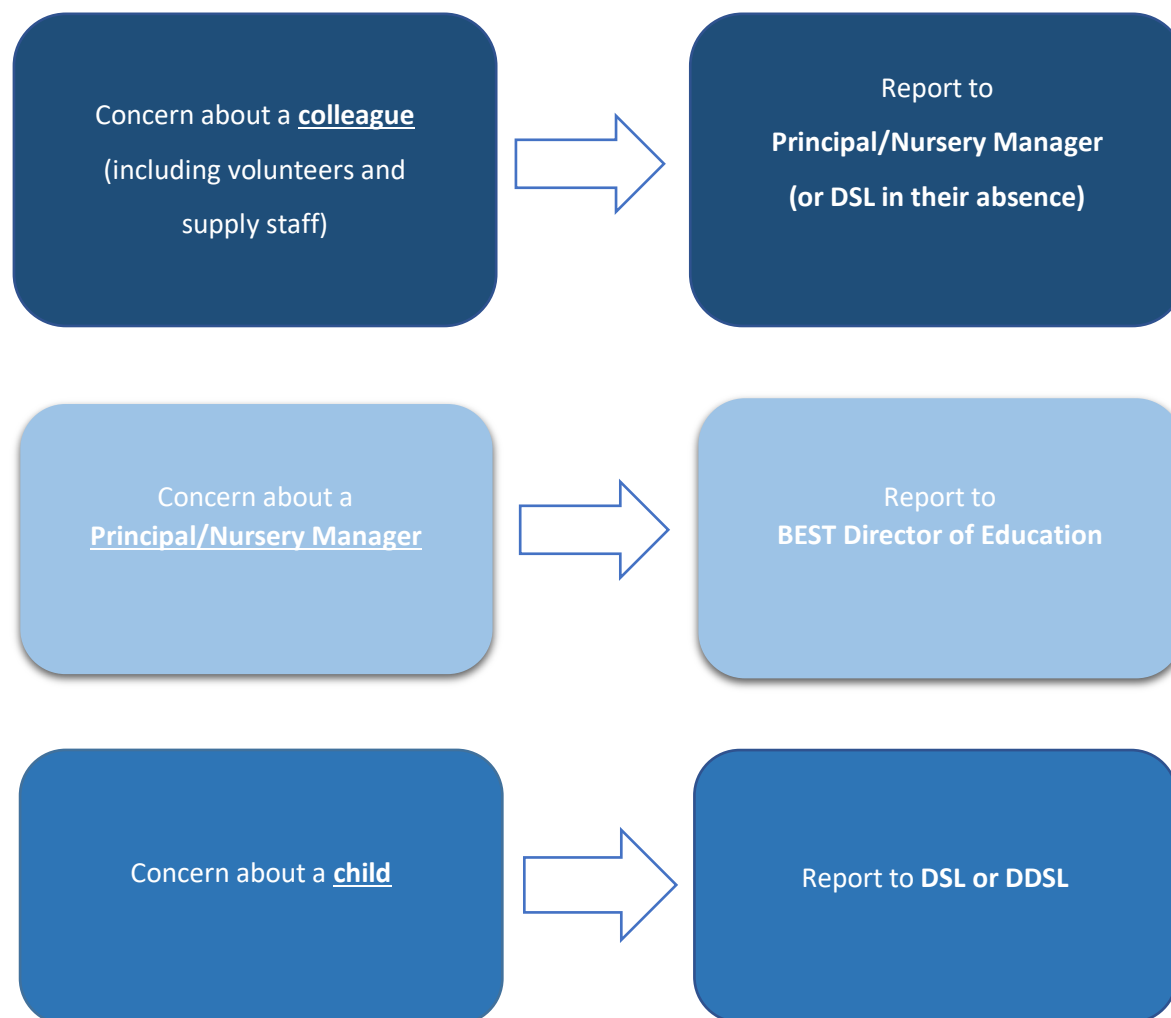 Concern about a colleague
(including volunteers and
supply staff)
Report to
Principal/Nursery Manager
(or DSL in their absence)
Concern about a
Principal/Nursery Manager
Report to
BEST Director of Education
Concern about a child
Report to DSL or DDSL